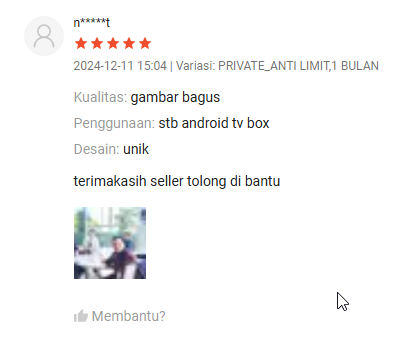 n*****t
2024-12-11 15:04 | Variasi: PRIVATE_ANTI LIMIT,1 BULAN
Kualitas: gambar bagus
Penggunaan: stb android tv box
Desain: unik
terimakasih seller tolong di bantu
Membantu?